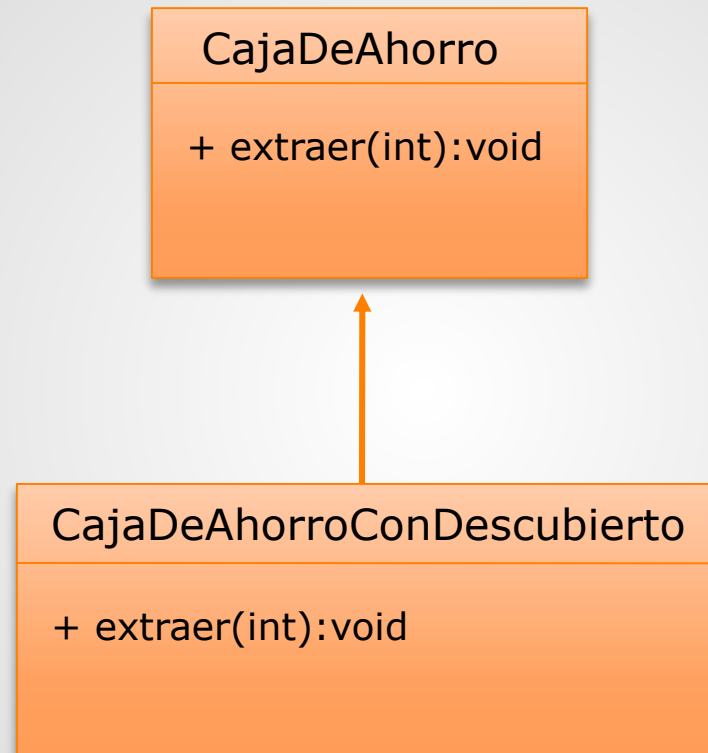 CajaDeAhorro
+ extraer(int):void
CajaDeAhorroConDescubierto
+ extraer(int):void